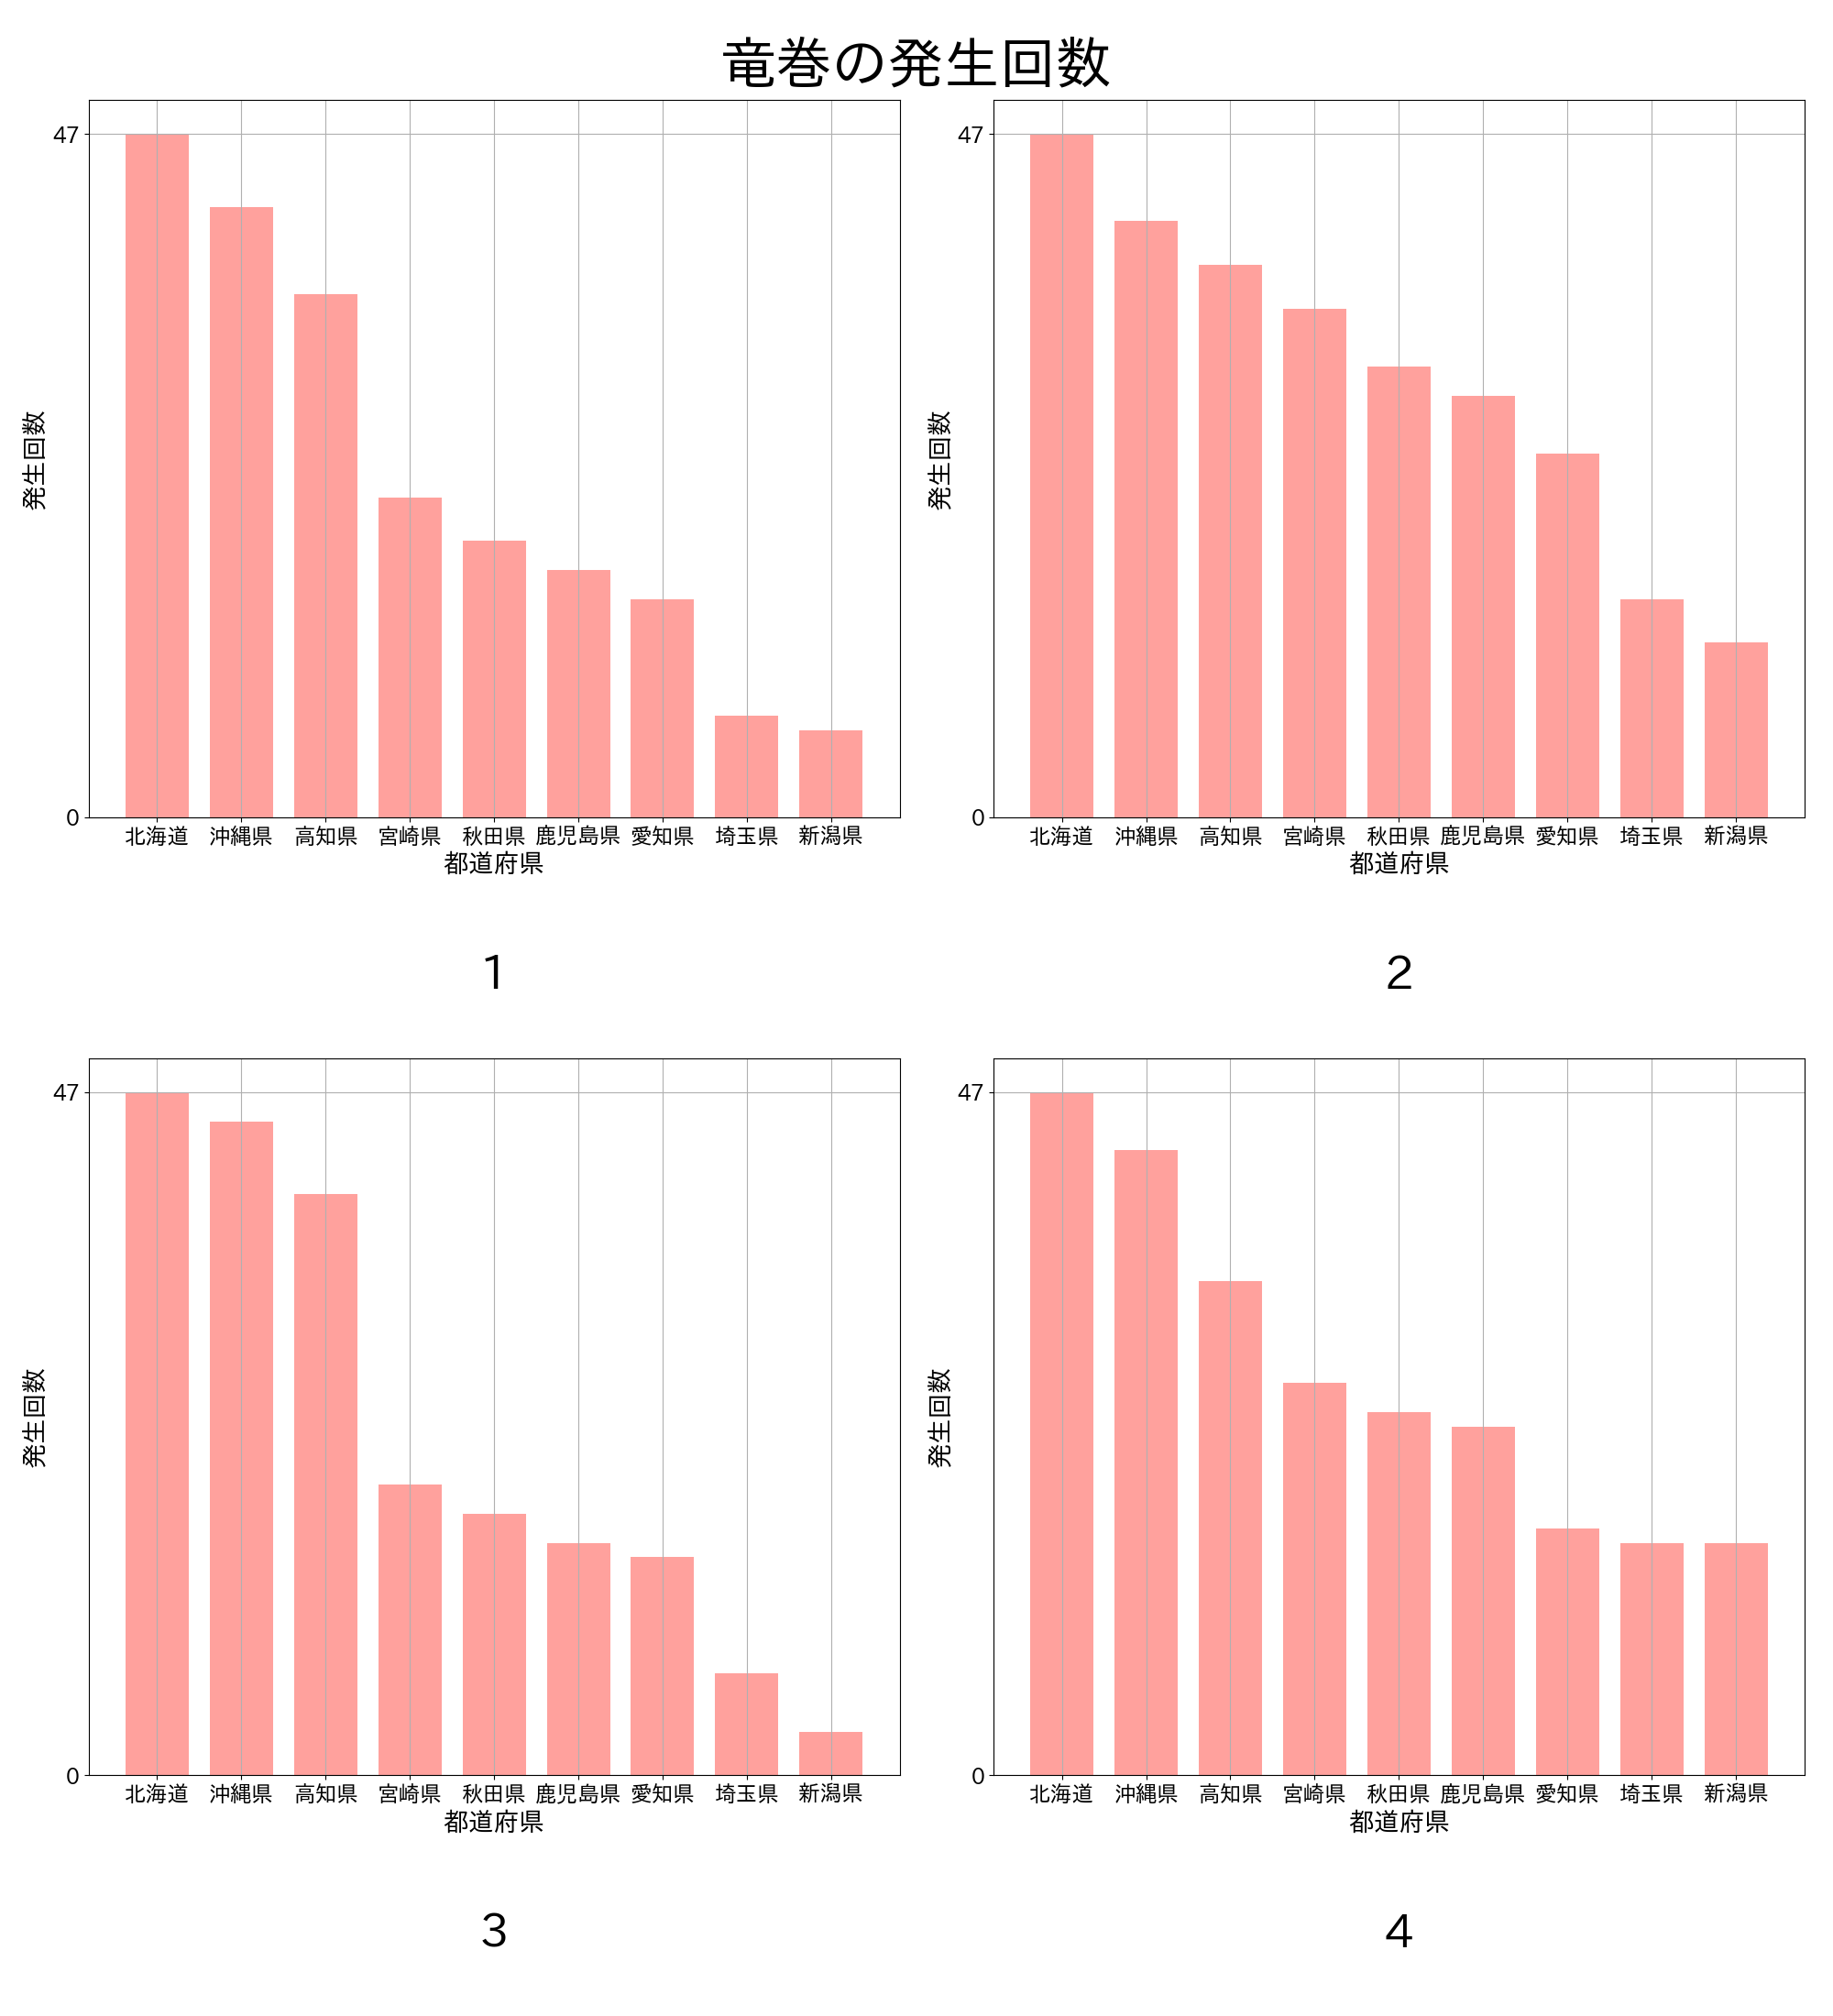 竜巻の発生回数
47
0
発生回数
北海道 沖縄県 高知県 宮崎県 秋田県 鹿児島県 愛知県 埼玉県 新潟県
都道府県
1
47
0
発生回数
北海道 沖縄県 高知県 宮崎県 秋田県 鹿児島県 愛知県 埼玉県 新潟県
都道府県
2
47
0
発生回数
北海道 沖縄県 高知県 宮崎県 秋田県 鹿児島県 愛知県 埼玉県 新潟県
都道府県
3
47
0
発生回数
北海道 沖縄県 高知県 宮崎県 秋田県 鹿児島県 愛知県 埼玉県 新潟県
都道府県
4